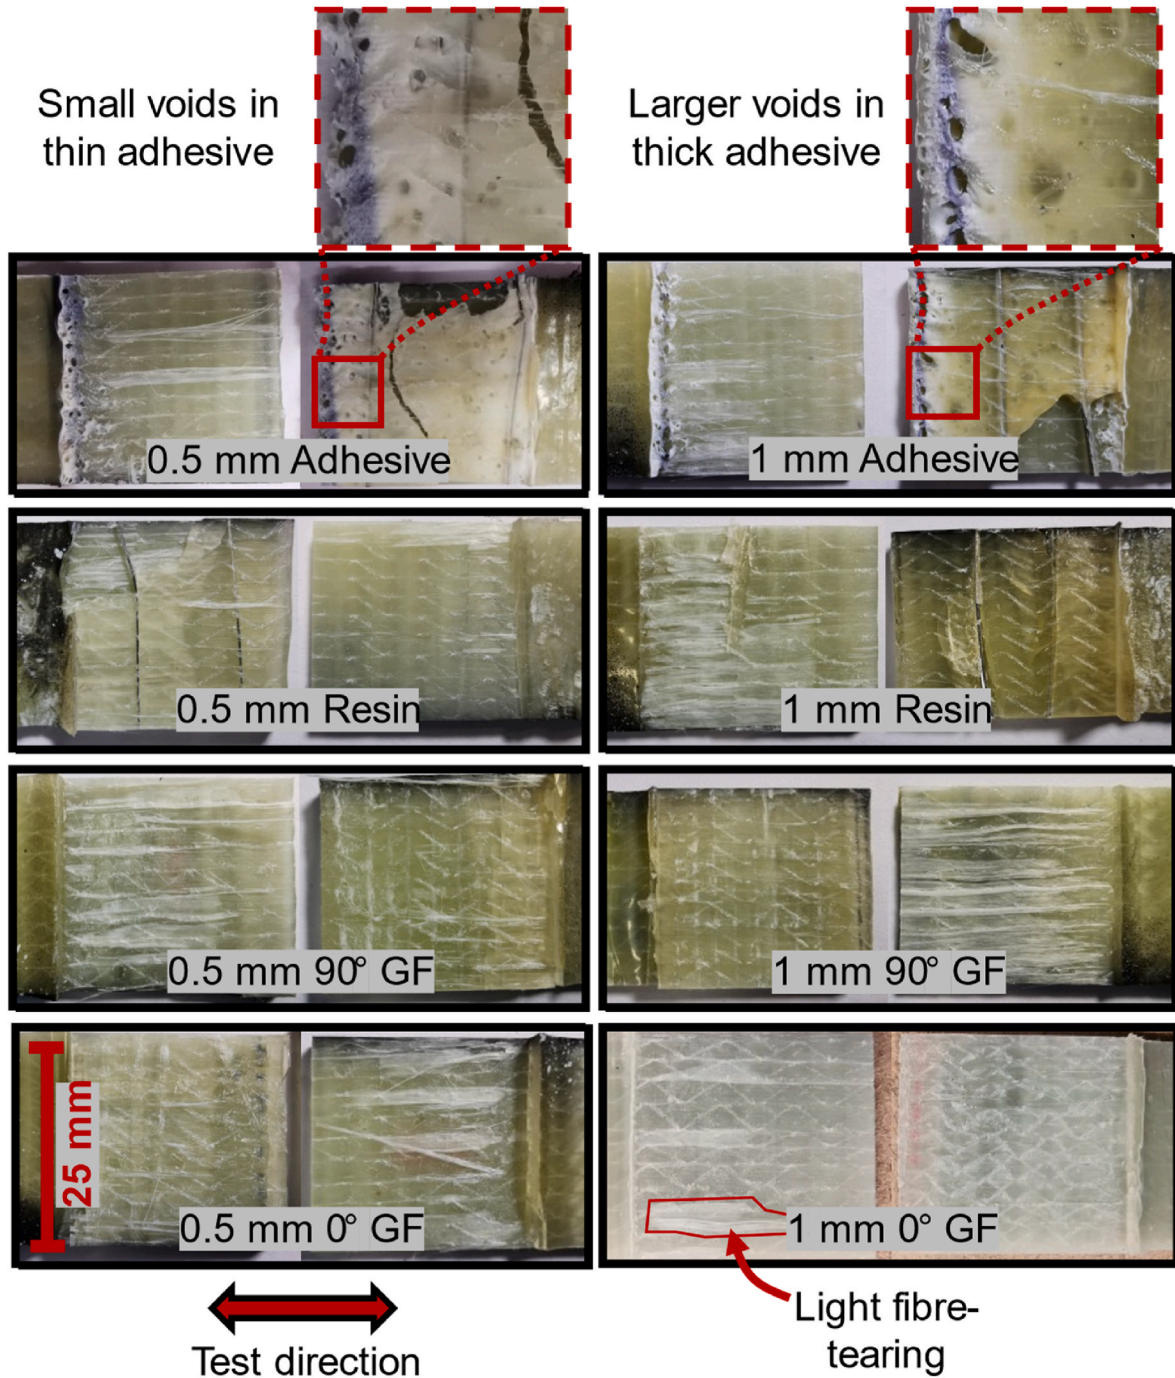 Small voids in
thin adhesive
Larger voids in
thick adhesive
0.5 mm Adhesive
1 mm Adhesive
0.5 mm Resin
1 mm Resin
0.5 mm 90° GF
1 mm 90° GF
25 mm
0.5 mm 0° GF
1 mm 0° GF
Test direction
Light fibre-
tearing